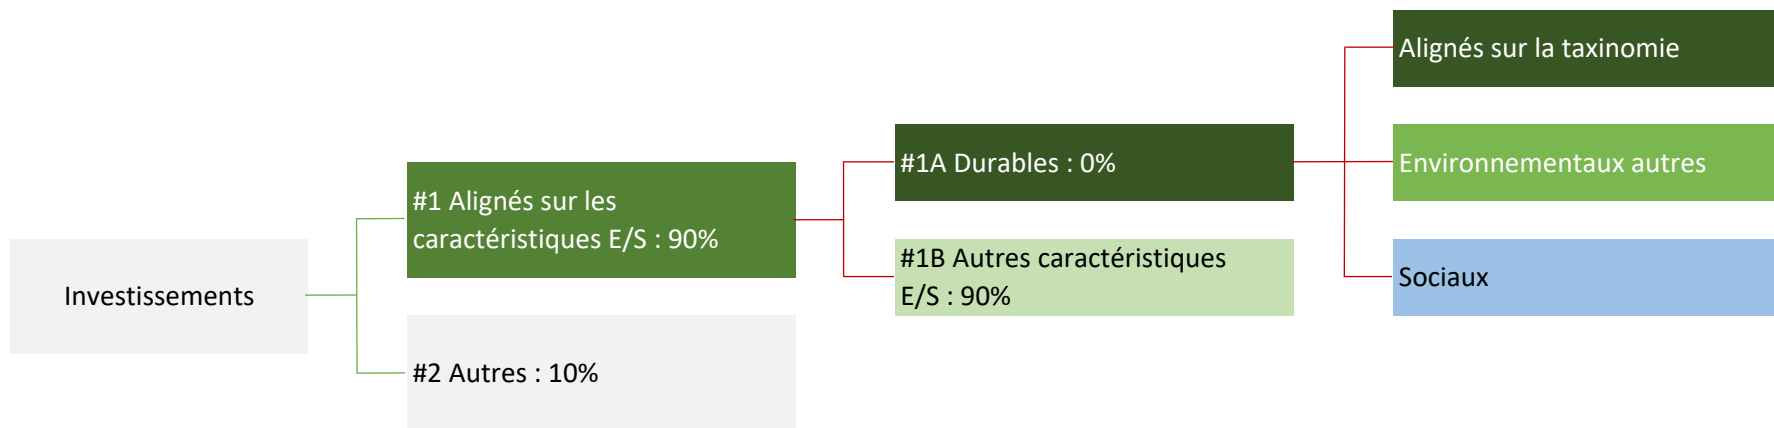 Investissements
#1 Alignés sur les
caractéristiques E/S : 90%
#2 Autres : 10%
#1A Durables : 0%
#1B Autres caractéristiques
E/S : 90%
Alignés sur la taxinomie
Environnementaux autres
Sociaux